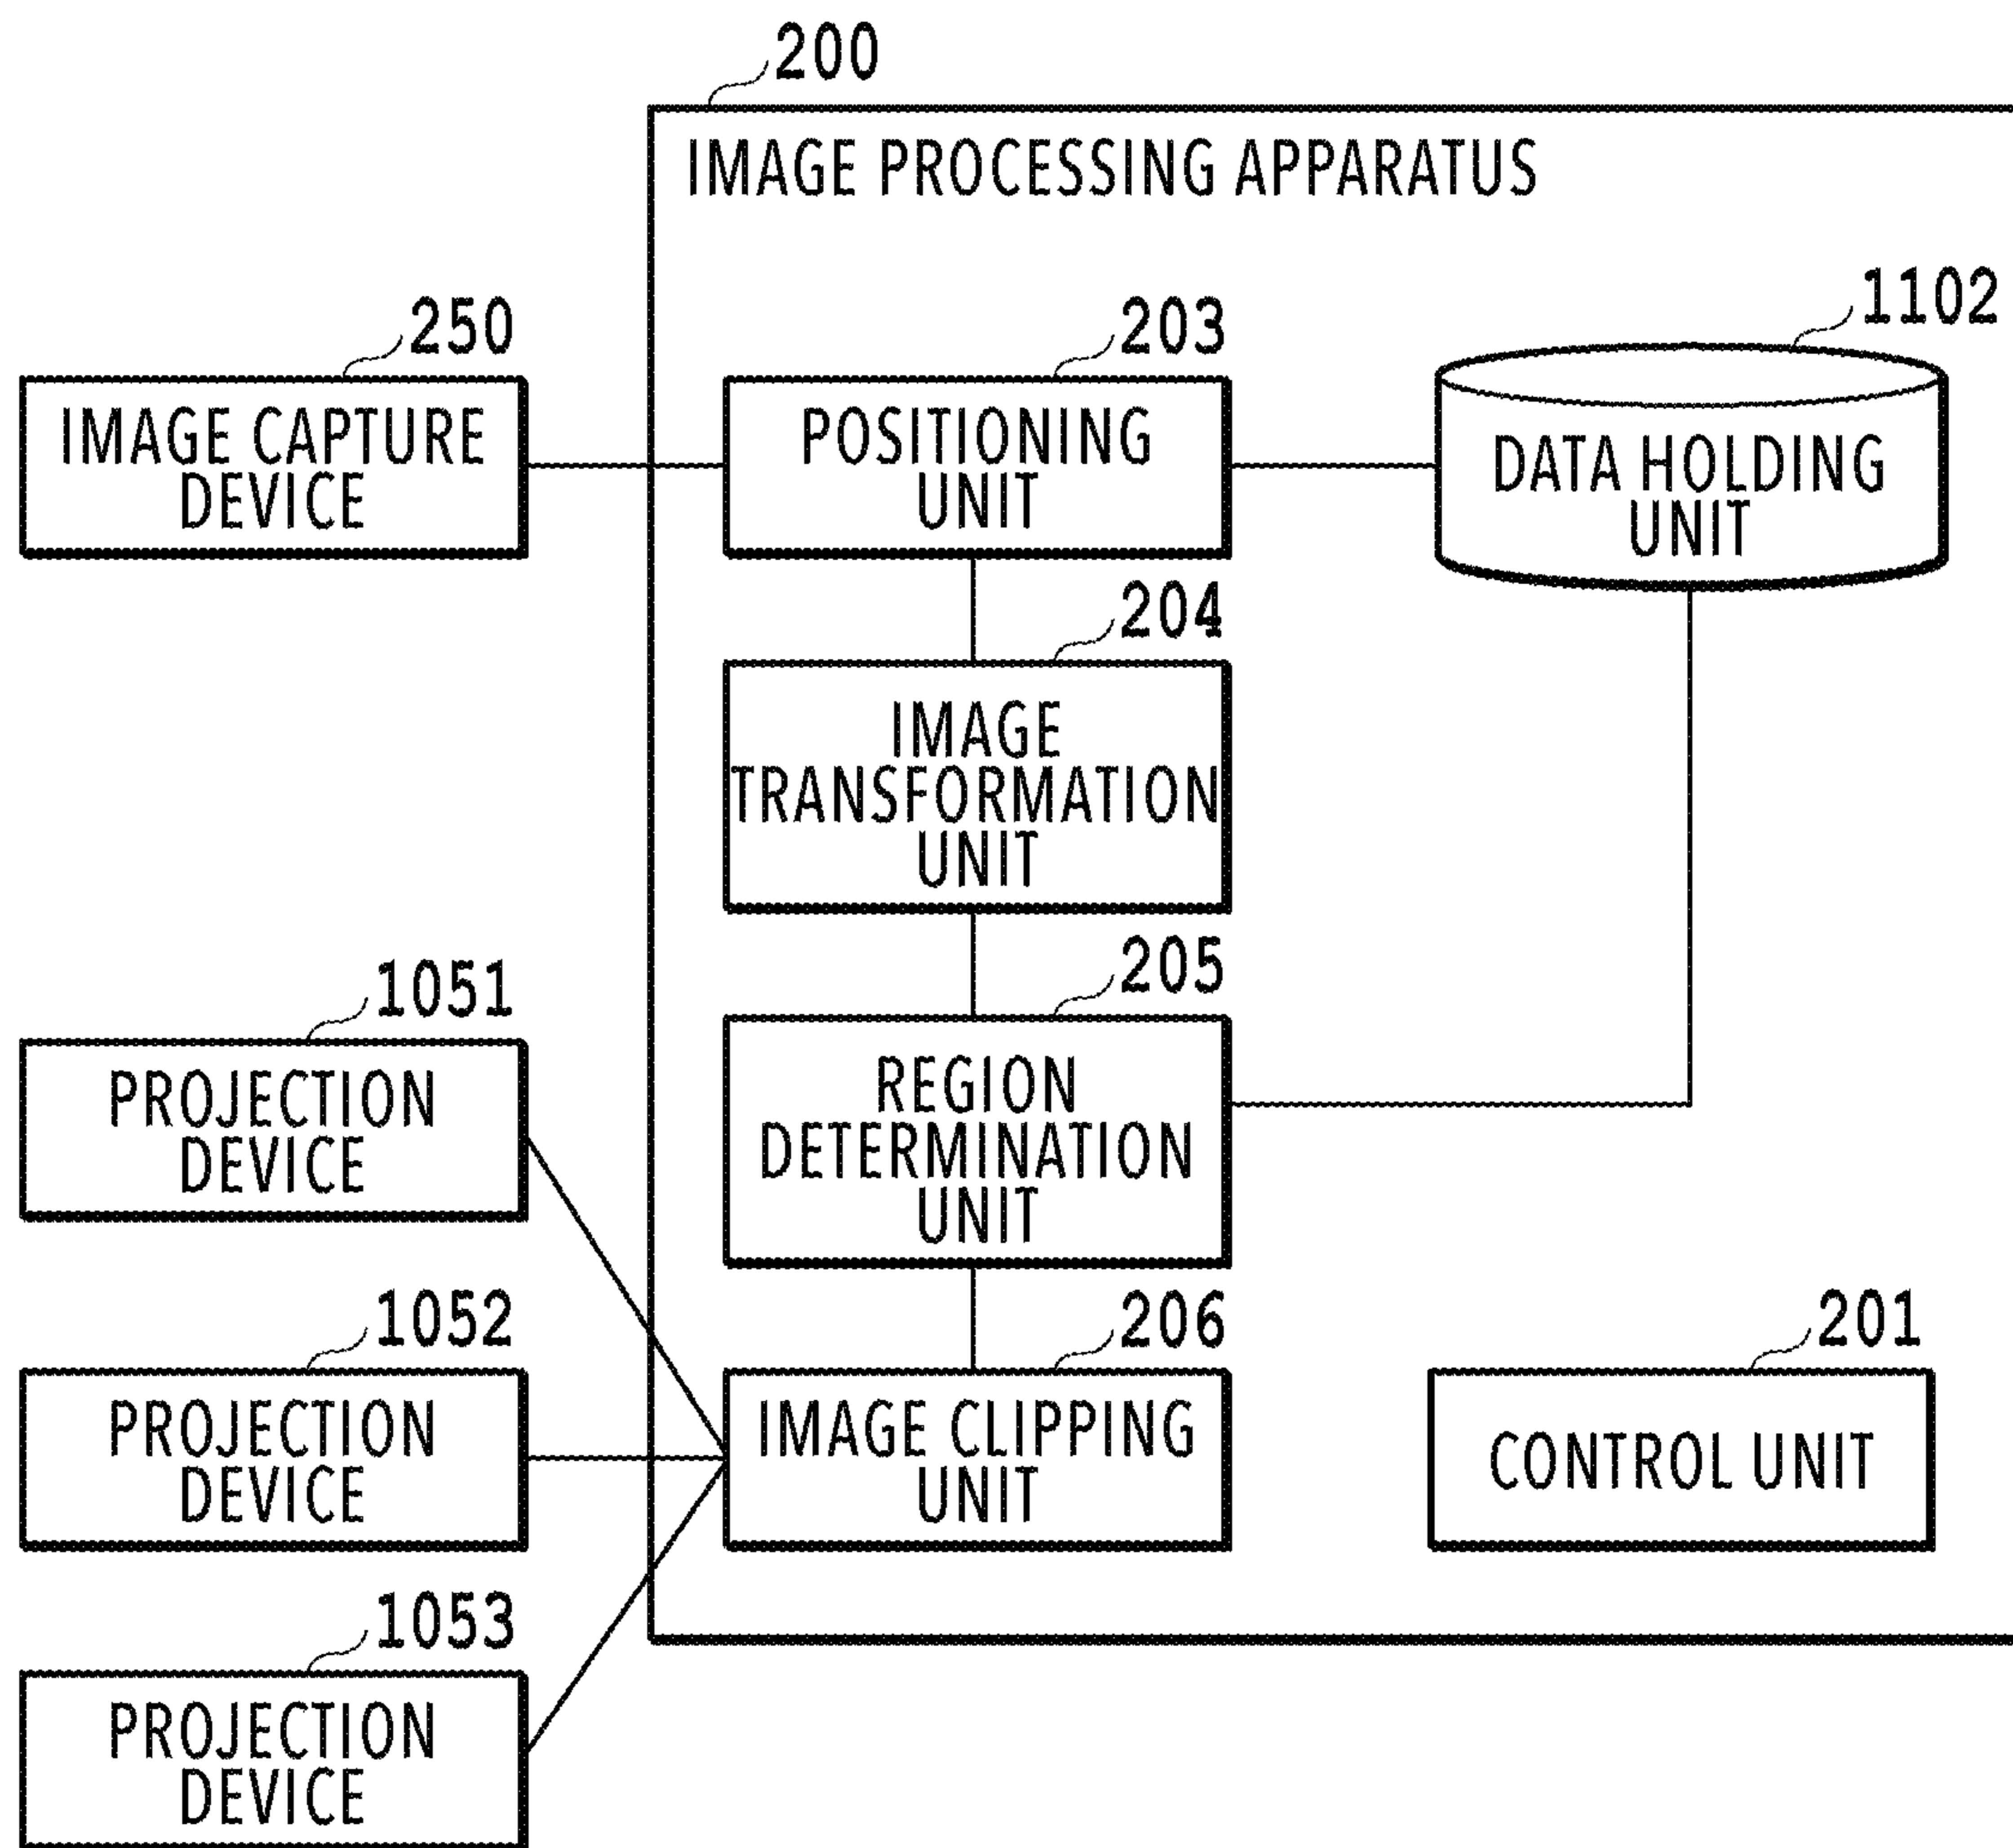 200
IMAGE PROCESSING APPARATUS
250
IMAGE CAPTURE
DEVICE
203
POSITIONING
UNIT
1102
DATA HOLDING
UNIT
204
IMAGE
TRANSFORMATION
UNIT
1051
PROJECTION
DEVICE
205
REGION
DETERMINATION
UNIT
1052
PROJECTION
DEVICE
206
IMAGE CLIPPING
UNIT
201
CONTROL UNIT
1053
PROJECTION
DEVICE